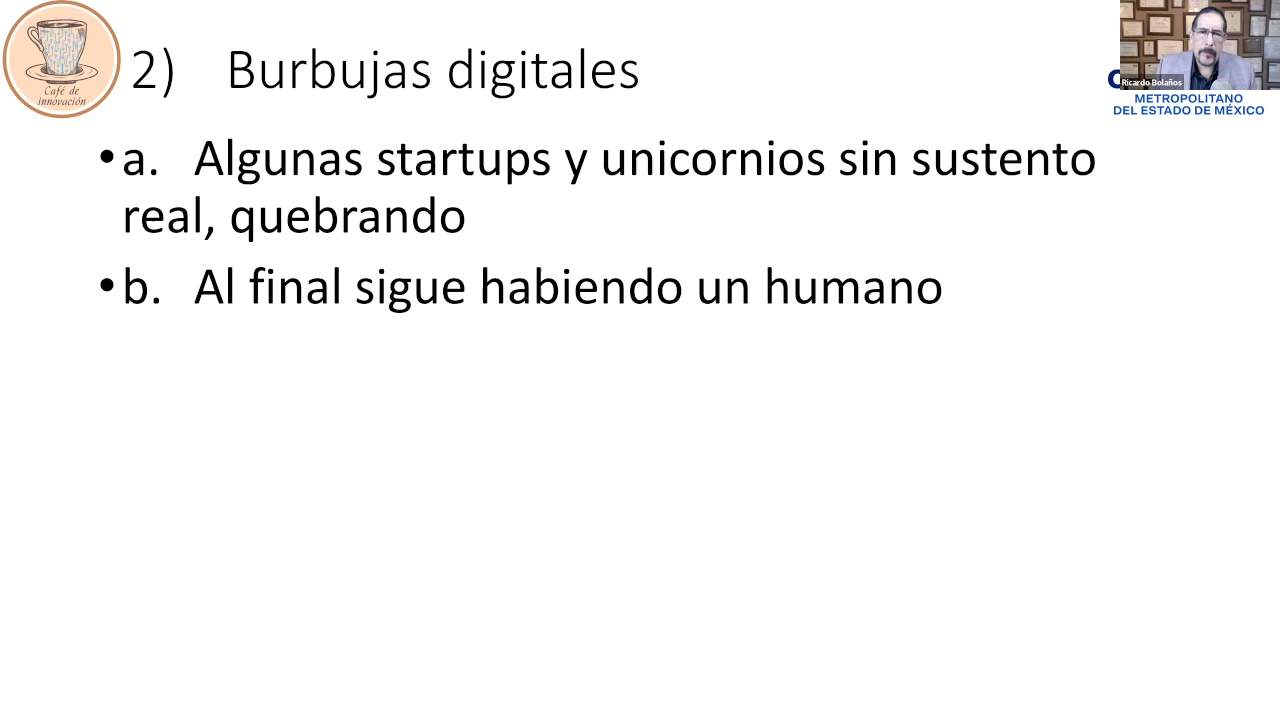 Café de
innovación
2) Burbujas digitales
Ricardo Bolaños
METROPOLITANO
DEL ESTADO DE MÉXICO
• a. Algunas startups y unicornios sin sustento
real, quebrando
• b. Al final sigue habiendo un humano